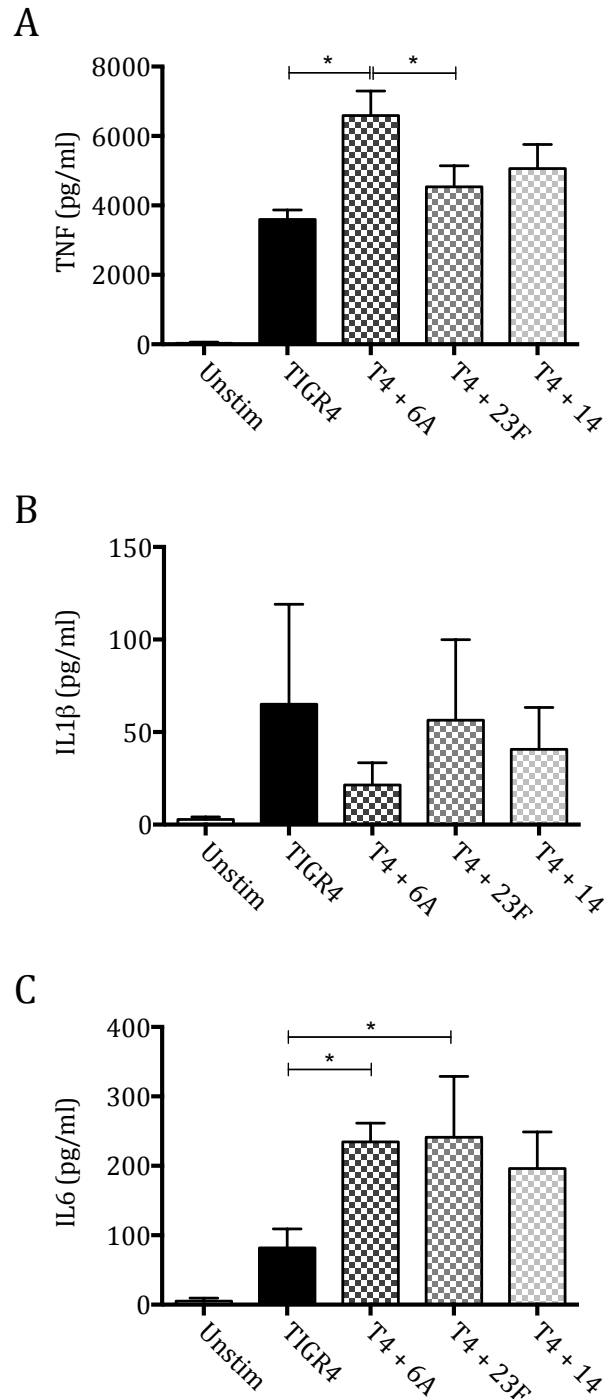 A
* *
8000
6000
4000
2000
0
TNF (pg/ml)
Unstim TIGR4 T4 + 6A T4 + 23F T4 + 14
B
150
100
50
0
IL1β (pg/ml)
Unstim TIGR4 T4 + 6A T4 + 23F T4 + 14
C
*
*
400
300
200
100
0
IL6 (pg/ml)
Unstim TIGR4 T4 + 6A T4 + 23F T4 + 14